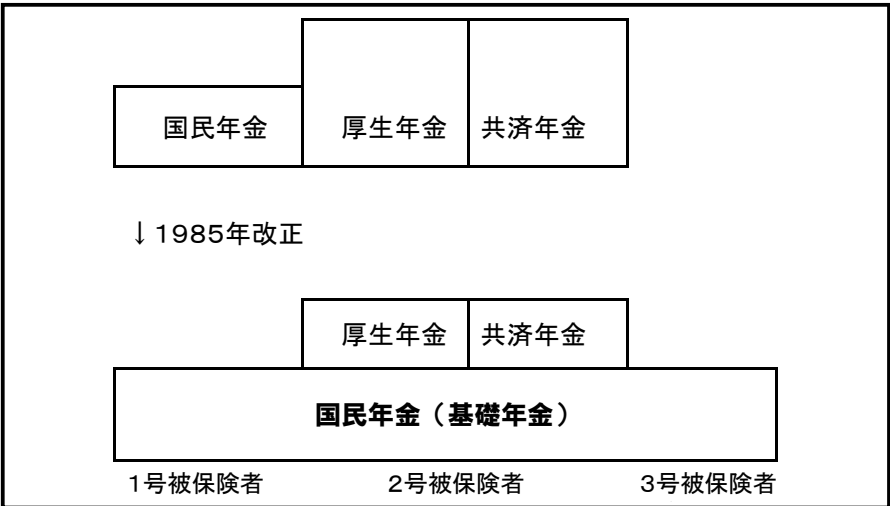 国民年金 厚生年金 共済年金
↓1985年改正
厚生年金 共済年金
国民年金(基礎年金)
1号被保険者 2号被保険者 3号被保険者